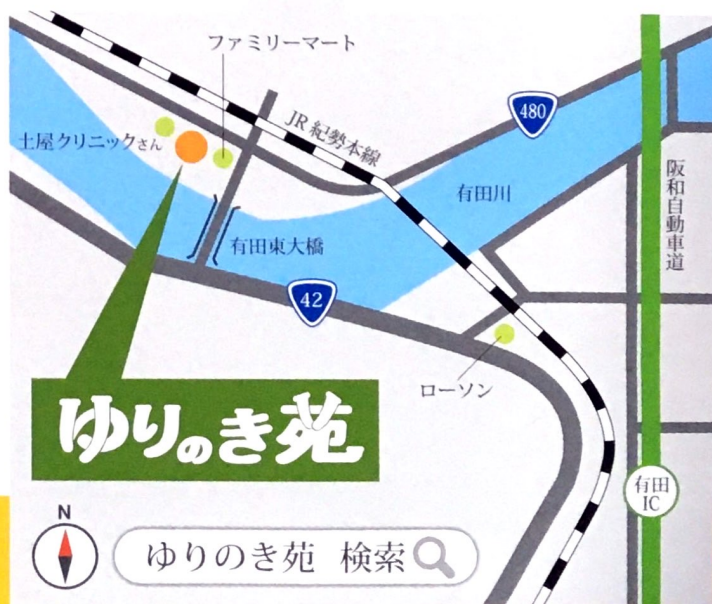 ファミリーマート
480
JR紀勢本線
土屋クリニックさん
有田川
阪和自動車道
有田東大橋
42
ローソン
ゆりのき苑
有田
IC
N
ゆりのき苑 検索